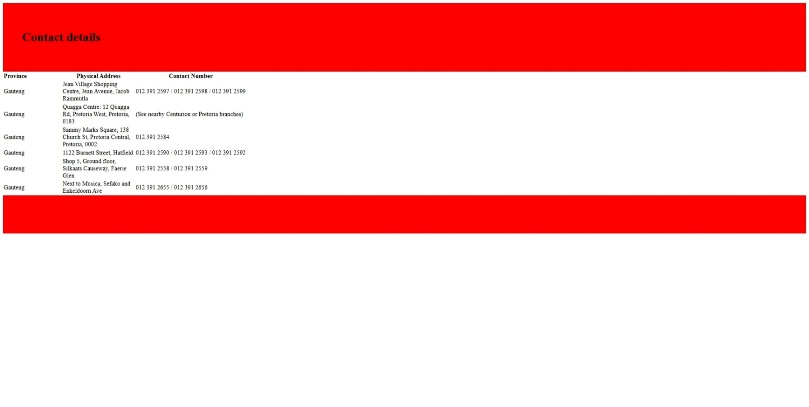 Contact details
Province Physical Address Contact Number
Jean Village Shopping
Gauteng Centre, Jean Avenue, Jacob 012 391 2597 / 012 391 2598 / 012 391 2599
Rammutla
Quagga Centre: 12 Quagga
Gauteng Rd, Pretoria West, Pretoria, (See nearby Centurion or Pretoria branches)
0183
Sammy Marks Square, 138
Gauteng Church St, Pretoria Central, 012 391 2584
Pretoria, 0002
Gauteng 1122 Burnett Street, Hatfield 012 391 2590 / 012 391 2593 / 012 391 2592
Shop 5, Ground floor,
Gauteng Silkaats Causeway, Faerie 012 391 2558 / 012 391 2559
Glen
Gauteng Next to Musica, Sefako and 012 391 2655 / 012 391 2656
Enkeldoorn Ave